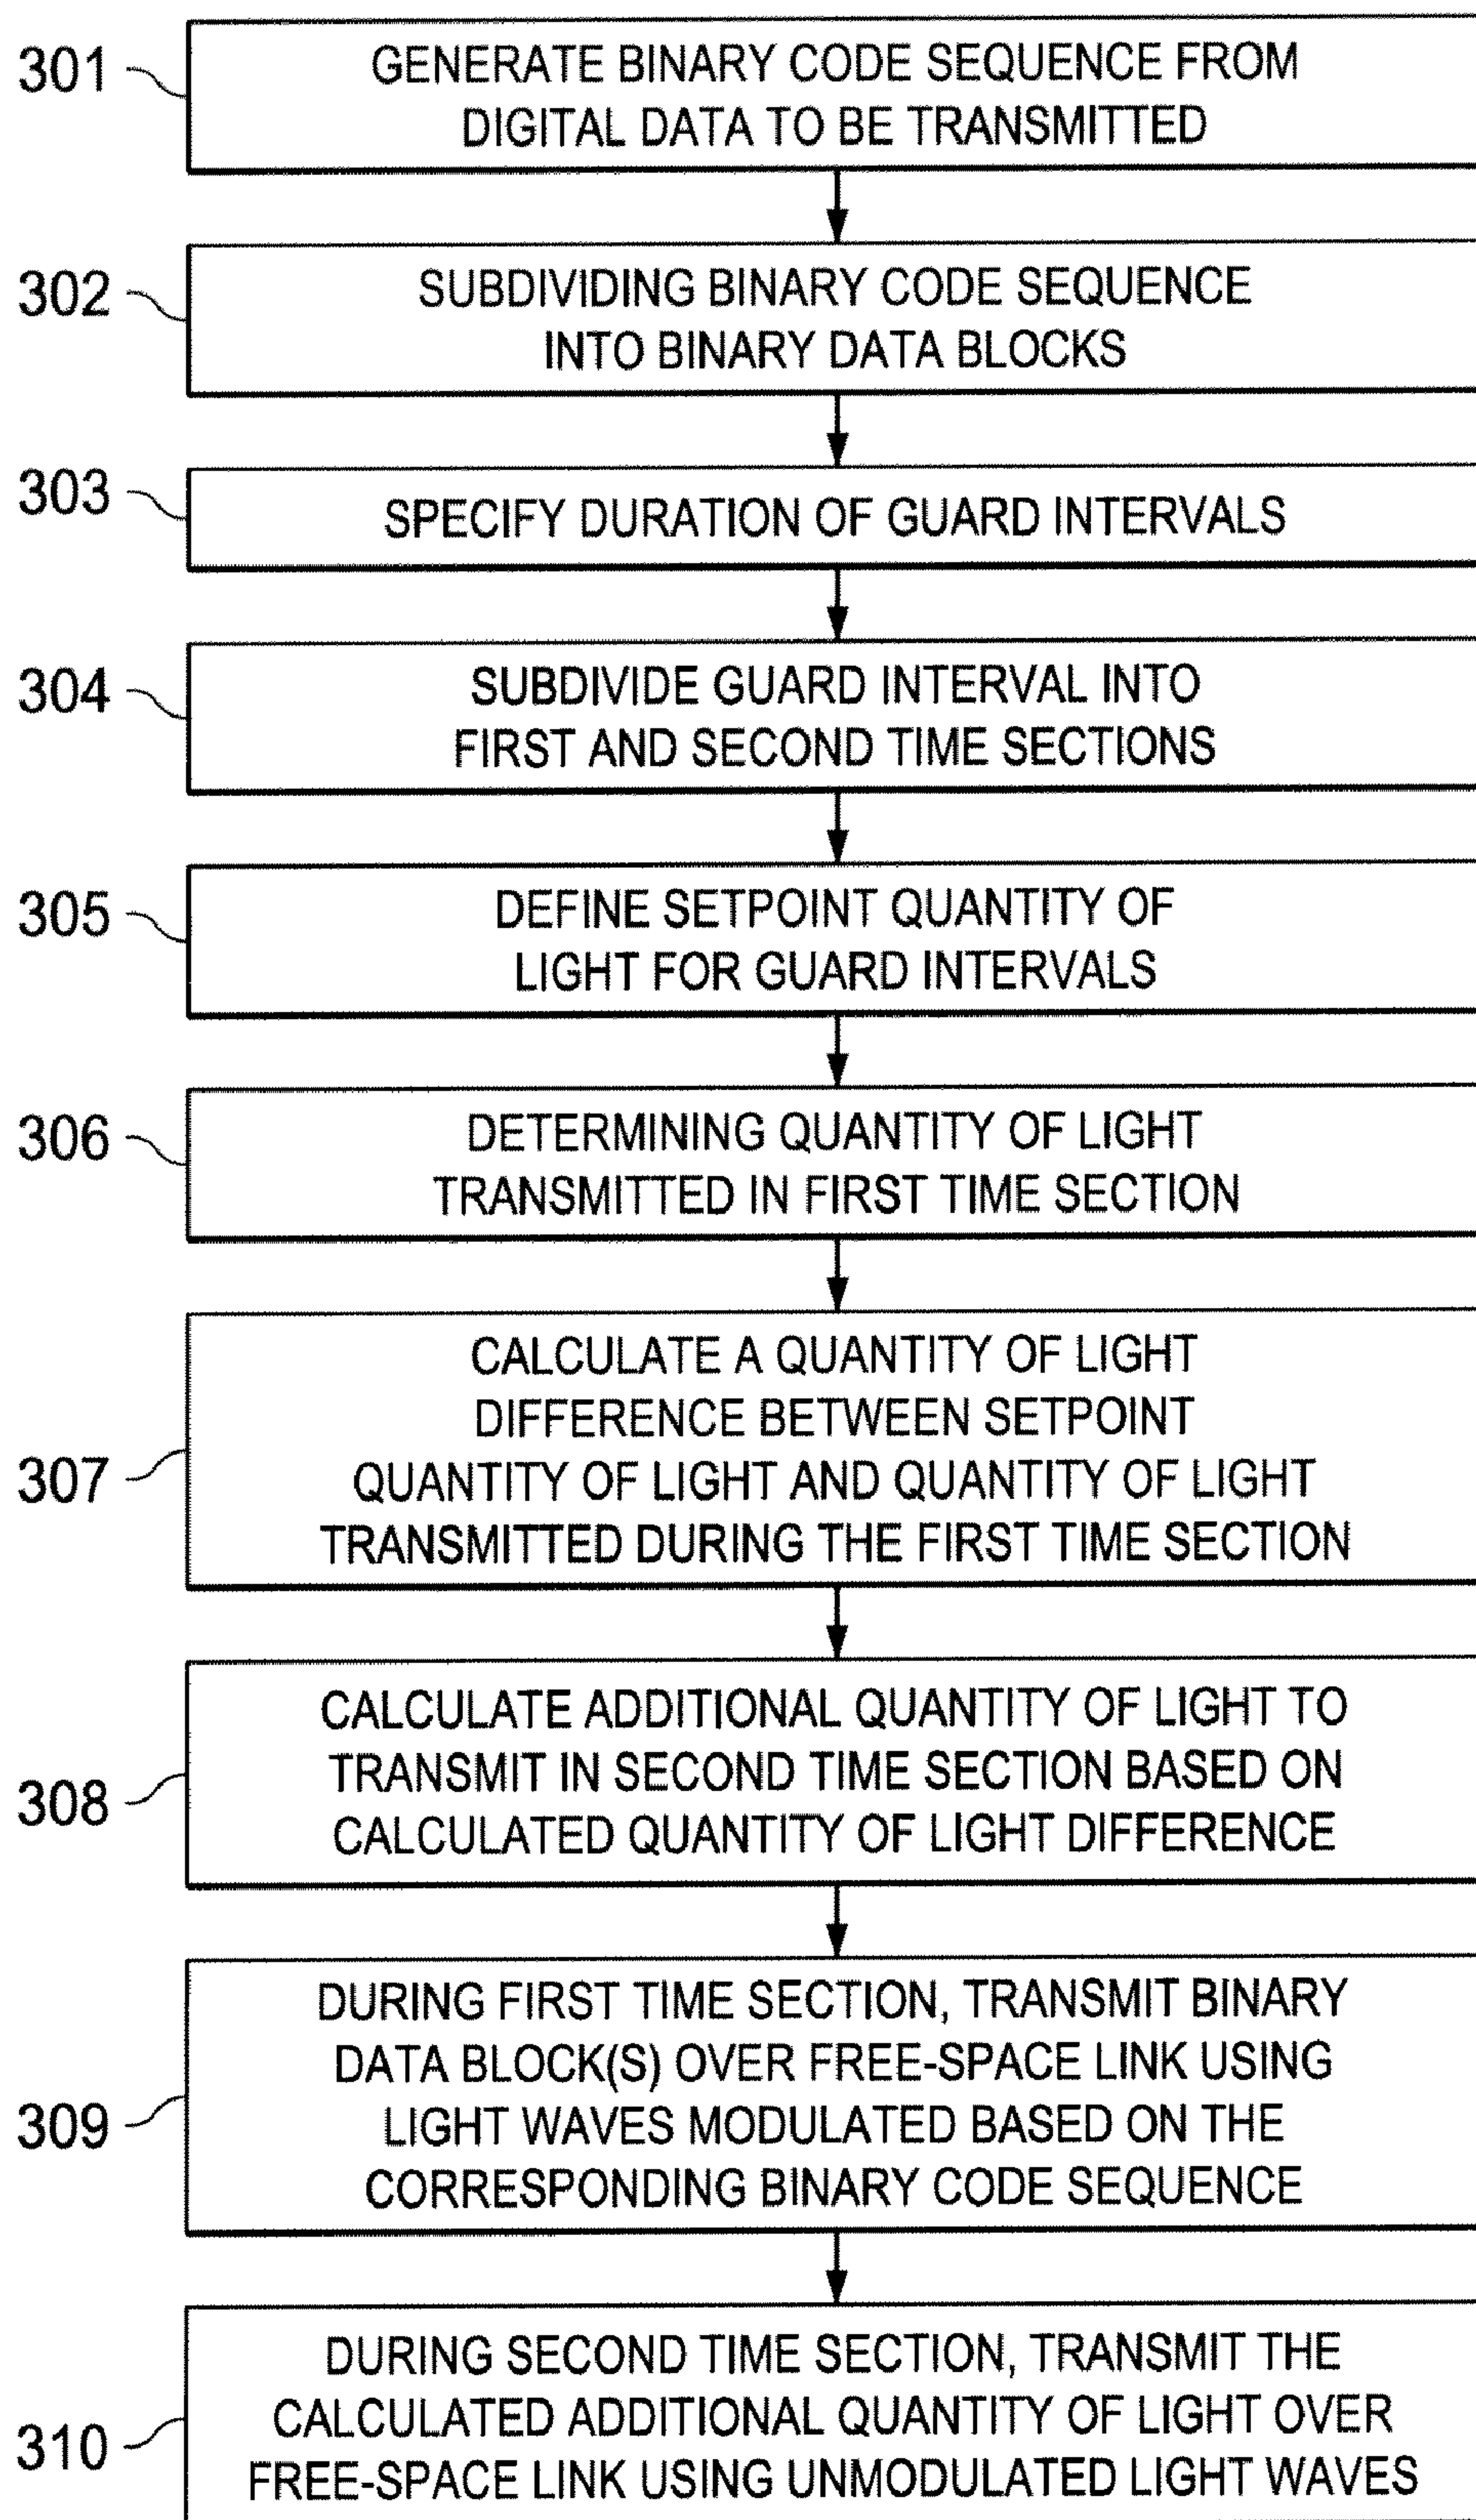 301
GENERATE BINARY CODE SEQUENCE FROM
DIGITAL DATA TO BE TRANSMITTED
302
SUBDIVIDING BINARY CODE SEQUENCE
INTO BINARY DATA BLOCKS
303
SPECIFY DURATION OF GUARD INTERVALS
304
SUBDIVIDE GUARD INTERVAL INTO
FIRST AND SECOND TIME SECTIONS
305
DEFINE SETPOINT QUANTITY OF
LIGHT FOR GUARD INTERVALS
306
DETERMINING QUANTITY OF LIGHT
TRANSMITTED IN FIRST TIME SECTION
307
CALCULATE A QUANTITY OF LIGHT
DIFFERENCE BETWEEN SETPOINT
QUANTITY OF LIGHT AND QUANTITY OF LIGHT
TRANSMITTED DURING THE FIRST TIME SECTION
308
CALCULATE ADDITIONAL QUANTITY OF LIGHT TO
TRANSMIT IN SECOND TIME SECTION BASED ON
CALCULATED QUANTITY OF LIGHT DIFFERENCE
309
DURING FIRST TIME SECTION, TRANSMIT BINARY
DATA BLOCK(S) OVER FREE-SPACE LINK USING
LIGHT WAVES MODULATED BASED ON THE
CORRESPONDING BINARY CODE SEQUENCE
310
DURING SECOND TIME SECTION, TRANSMIT THE
CALCULATED ADDITIONAL QUANTITY OF LIGHT OVER
FREE-SPACE LINK USING UNMODULATED LIGHT WAVES